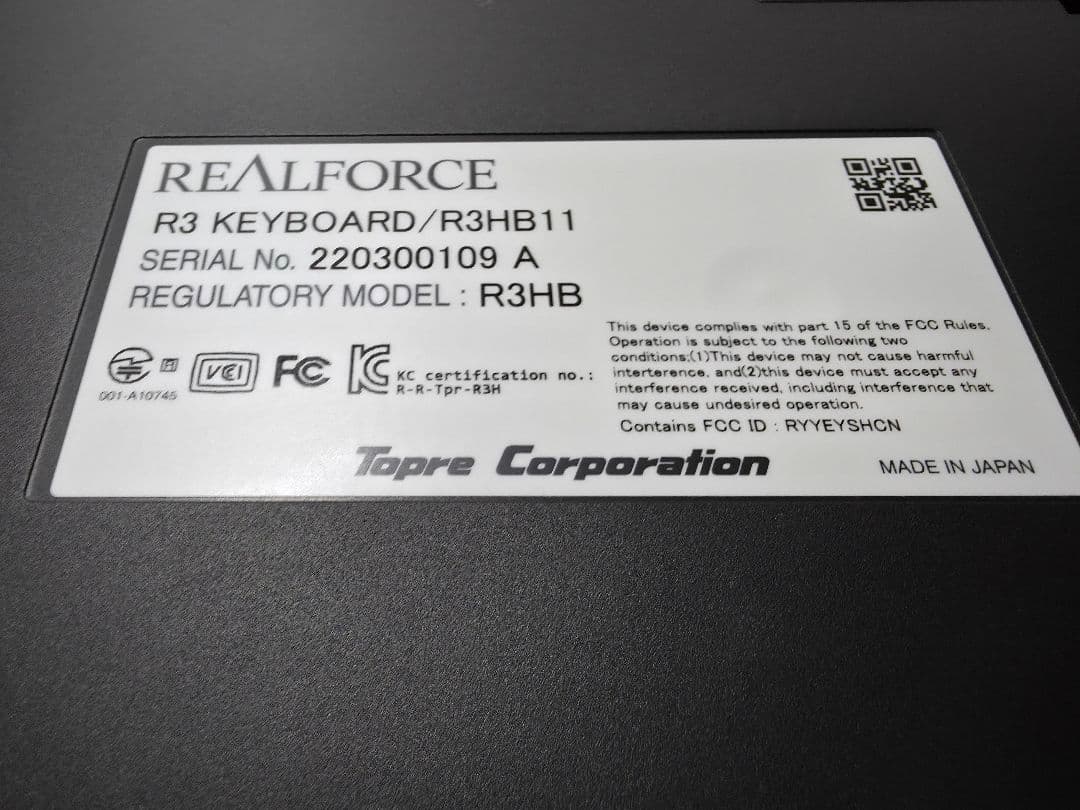 REALFORCE
R3 KEYBOARD/R3HB11
SERIAL No. 220300109 A
REGULATORY MODEL : R3HB
001-A10745
VCI
FC
KC certification no.:
R-R-Tpr-R3H
This device complies with part 15 of the FCC Rules.
Operation is subject to the following two
conditions:(1)This device may not cause harmful
interterence, and(2)this device must accept any
interference received, including interference that
may cause undesired operation.
Contains FCC ID : RYYEYSHCN
Topre Corporation
MADE IN JAPAN